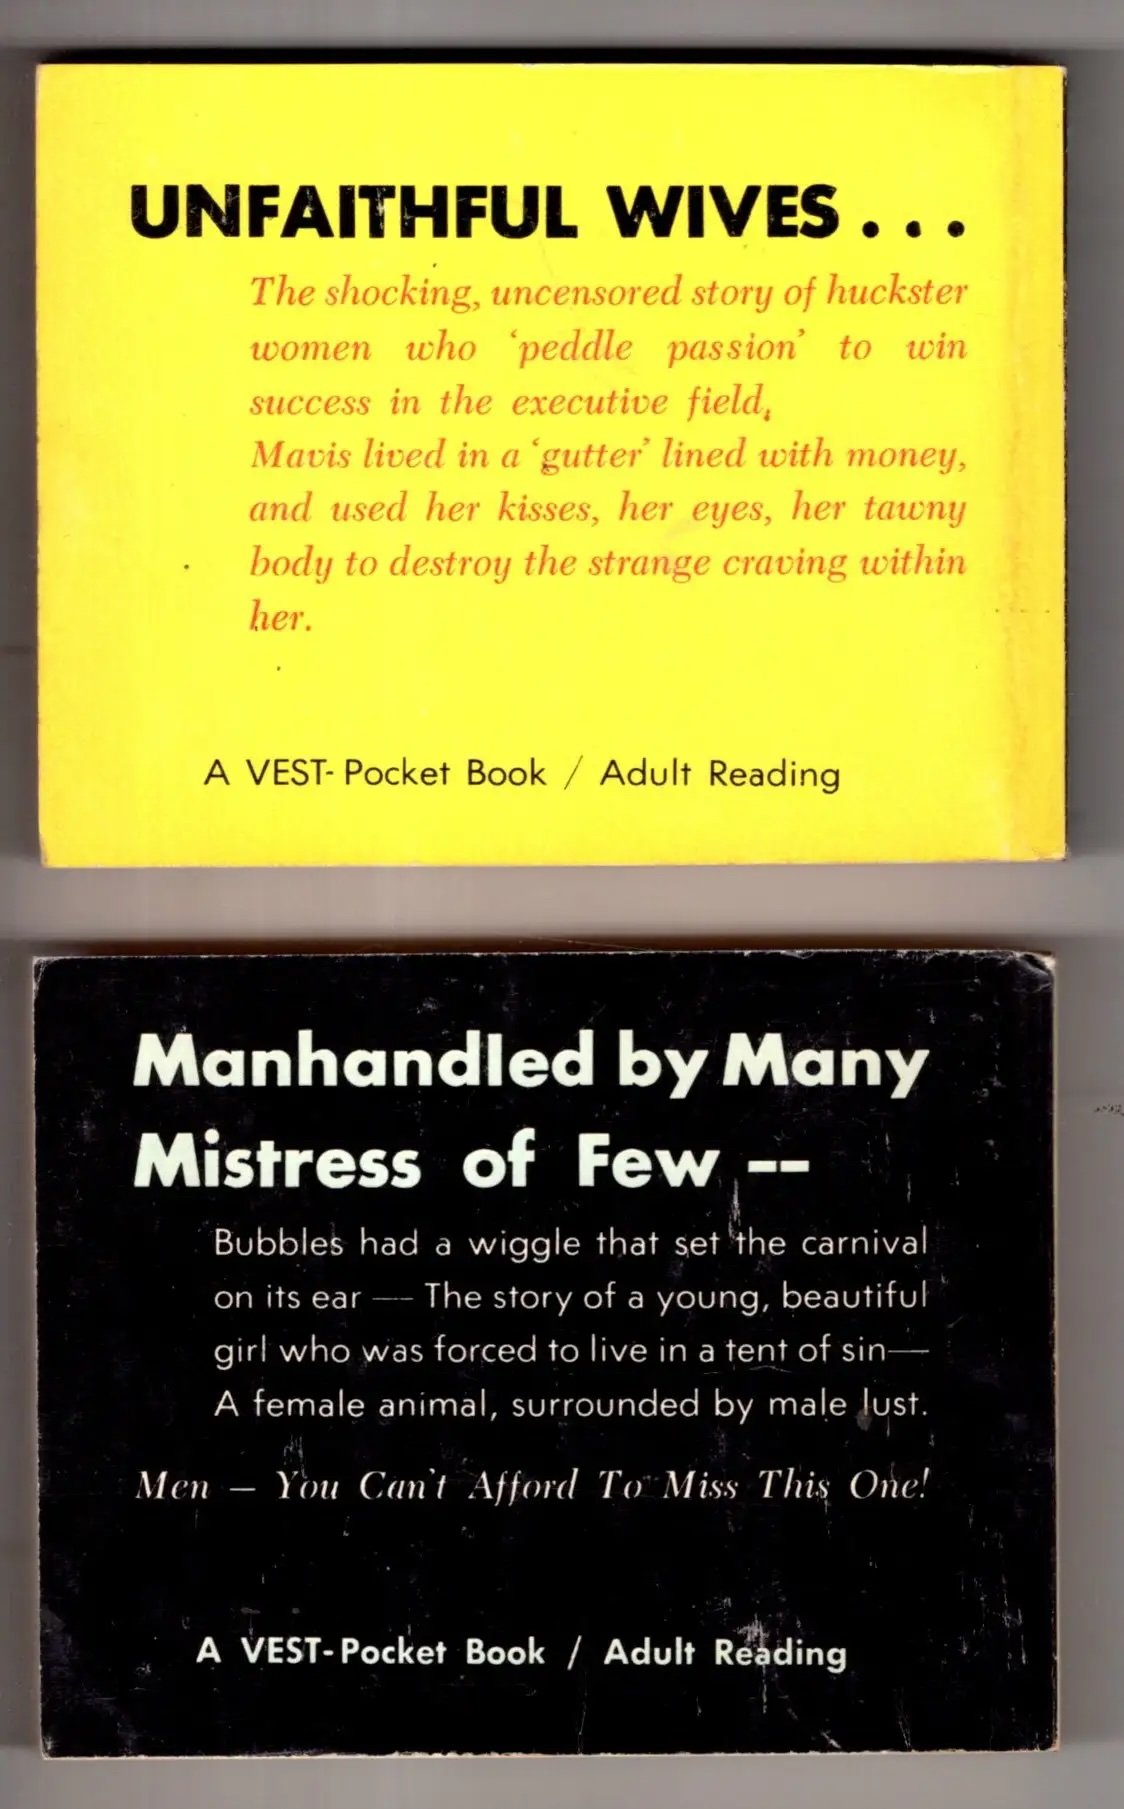 UNFAITHFUL WIVES...
The shocking, uncensored story of huckster
women who 'peddle passion' to win
success in the executive field.
Mavis lived in a 'gutter' lined with money,
and used her kisses, her eyes, her tawny
body to destroy the strange craving within
her.
A VEST-Pocket Book / Adult Reading
Manhandled by Many
Mistress of Few --
Bubbles had a wiggle that set the carnival
on its ear — The story of a young, beautiful
girl who was forced to live in a tent of sin—
A female animal, surrounded by male lust.
Men — You Can't Afford To Miss This One!
A VEST-Pocket Book / Adult Reading